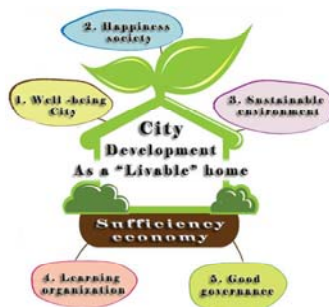 2. Happiness
society
1. Well -being
City
3. Sustainable
environment
City
Development
As a "Livable" home
Sufficiency
economy
4. Learning
organization
5. Good
governance